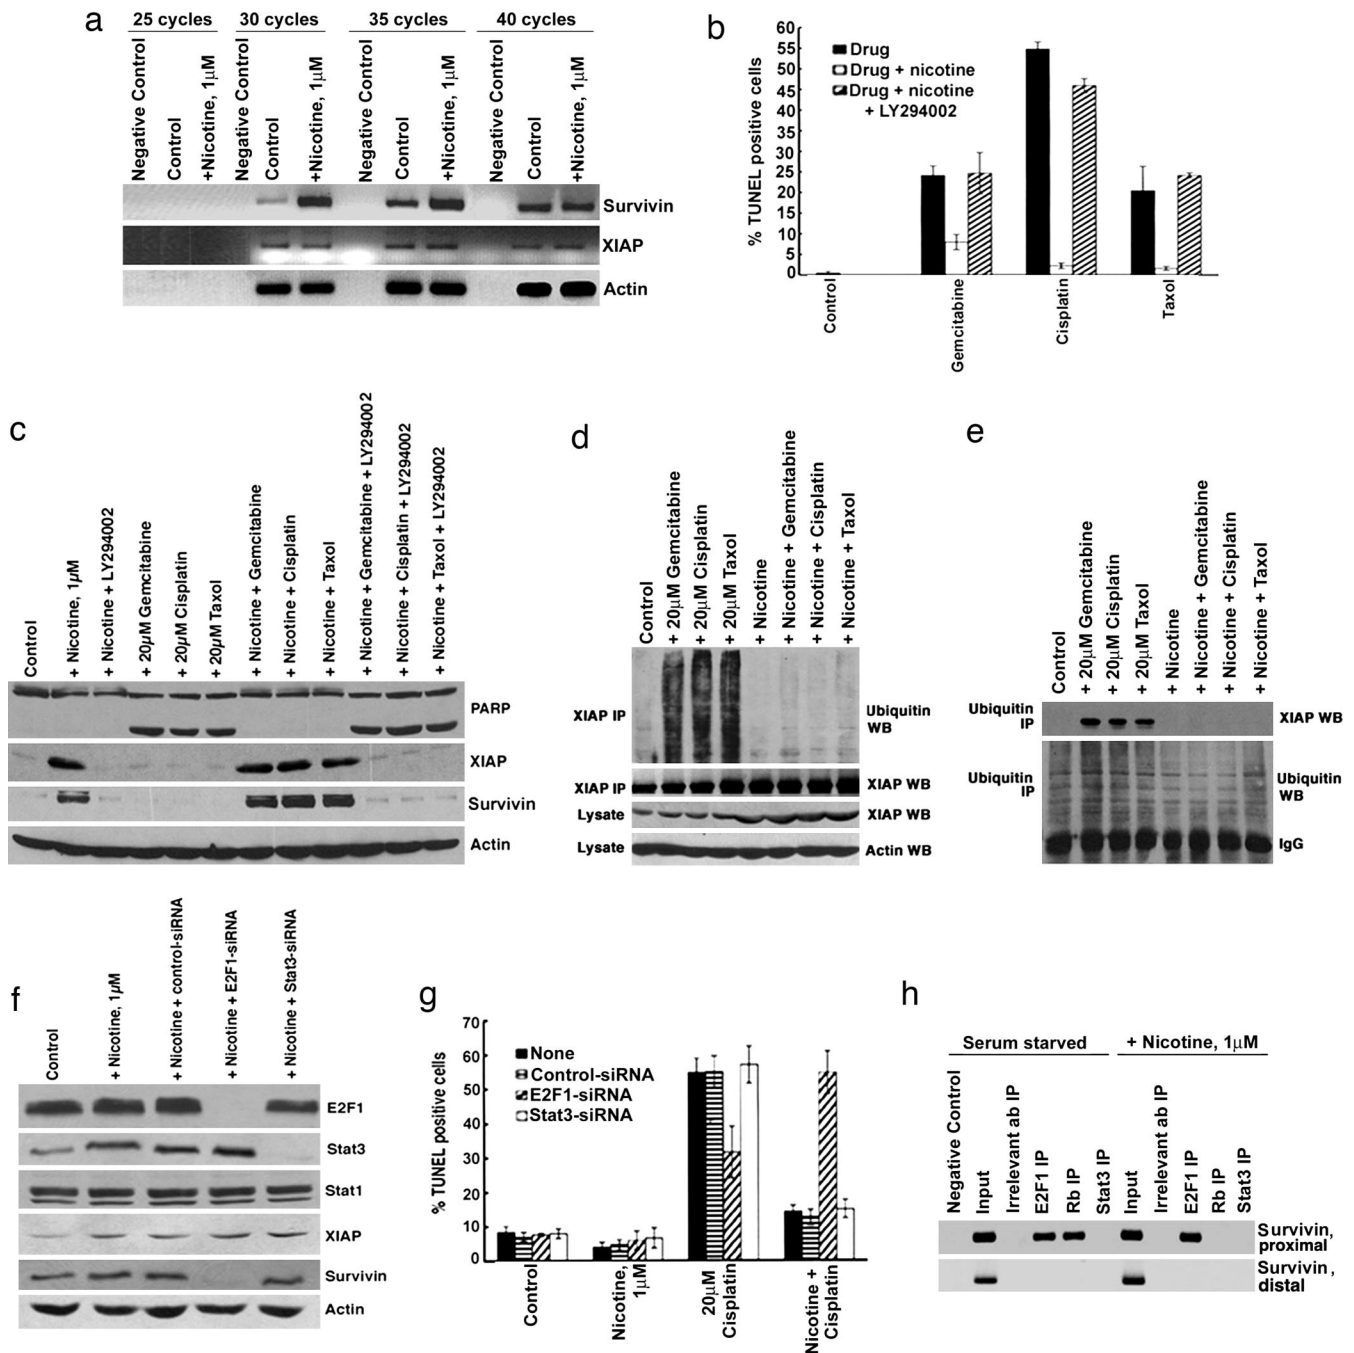 a
25 cycles 30 cycles 35 cycles 40 cycles
Negative Control
Control
+Nicotine, 1μM
Negative Control
Control
+Nicotine, 1μM
Negative Control
Control
+Nicotine, 1μM
Negative Control
Control
+Nicotine, 1μM
Survivin
XIAP
Actin
b
% TUNEL positive cells
60
55
50
45
40
35
30
25
20
15
10
5
0
Drug
Drug + nicotine
Drug + nicotine
+ LY294002
Control
Gemcitabine
Cisplatin
Taxol
c
Control
+ Nicotine, 1μM
+ Nicotine + LY294002
+ 20μM Gemcitabine
+ 20μM Cisplatin
+ 20μM Taxol
+ Nicotine + Gemcitabine
+ Nicotine + Cisplatin
+ Nicotine + Taxol
+ Nicotine + Gemcitabine + LY294002
+ Nicotine + Cisplatin + LY294002
+ Nicotine + Taxol + LY294002
PARP
XIAP
Survivin
Actin
d
Control
+ 20μM Gemcitabine
+ 20μM Cisplatin
+ 20μM Taxol
+ Nicotine
+ Nicotine + Gemcitabine
+ Nicotine + Cisplatin
+ Nicotine + Taxol
XIAP IP
Ubiquitin
WB
XIAP IP
XIAP WB
Lysate
XIAP WB
Lysate
Actin WB
e
Control
+ 20μM Gemcitabine
+ 20μM Cisplatin
+ 20μM Taxol
+ Nicotine
+ Nicotine + Gemcitabine
+ Nicotine + Cisplatin
+ Nicotine + Taxol
Ubiquitin
IP
XIAP WB
Ubiquitin
IP
Ubiquitin
WB
IgG
f
Control
+ Nicotine, 1μM
+ Nicotine + control-siRNA
+ Nicotine + E2F1-siRNA
+ Nicotine + Stat3-siRNA
E2F1
Stat3
Stat1
XIAP
Survivin
Actin
g
% TUNEL positive cells
70
60
50
40
30
20
10
0
None
Control-siRNA
E2F1-siRNA
Stat3-siRNA
Control
Nicotine,
1μM
20μM
Cisplatin
Nicotine +
Cisplatin
h
Serum starved + Nicotine, 1μM
Negative Control
Input
Irrelevant ab IP
E2F1 IP
Rb IP
Stat3 IP
Input
Irrelevant ab IP
E2F1 IP
Rb IP
Stat3 IP
Survivin,
proximal
Survivin,
distal